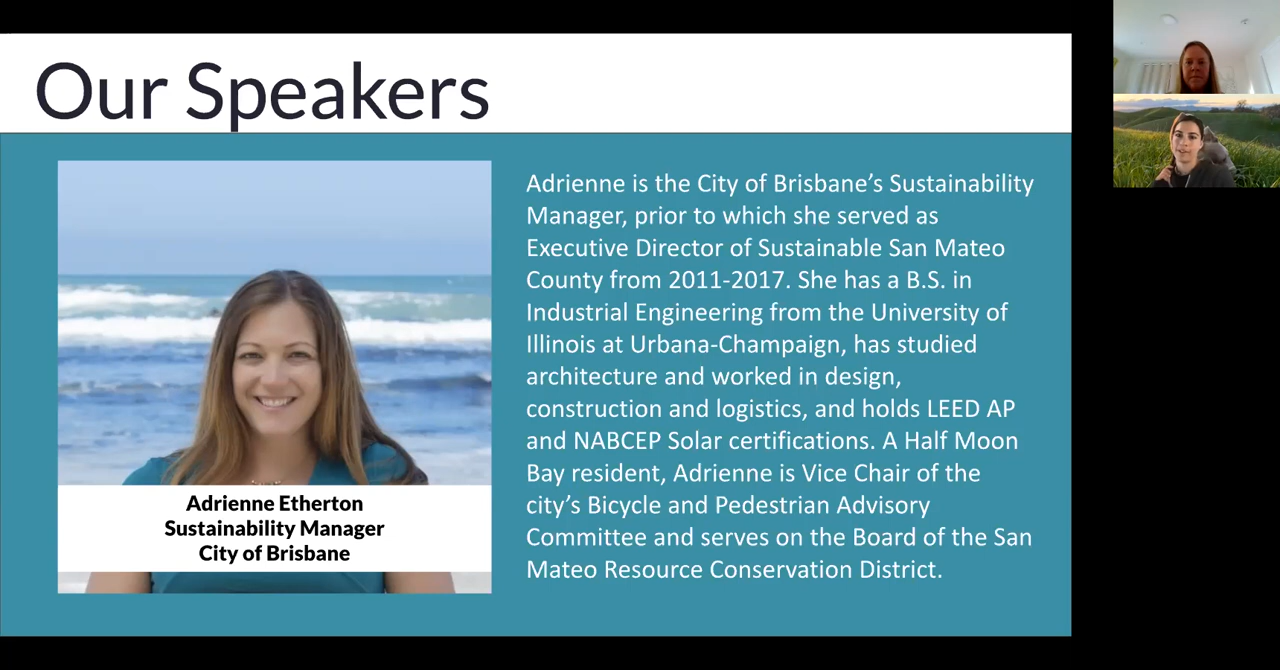 Our Speakers
Adrienne is the City of Brisbane’s Sustainability
Manager, prior to which she served as
Executive Director of Sustainable San Mateo
County from 2011-2017. She has a B.S. in
Industrial Engineering from the University of
Illinois at Urbana-Champaign, has studied
architecture and worked in design,
construction and logistics, and holds LEED AP
and NABCEP Solar certifications. A Half Moon
Bay resident, Adrienne is Vice Chair of the
city’s Bicycle and Pedestrian Advisory
Committee and serves on the Board of the San
Mateo Resource Conservation District.
Adrienne Etherton
Sustainability Manager
City of Brisbane